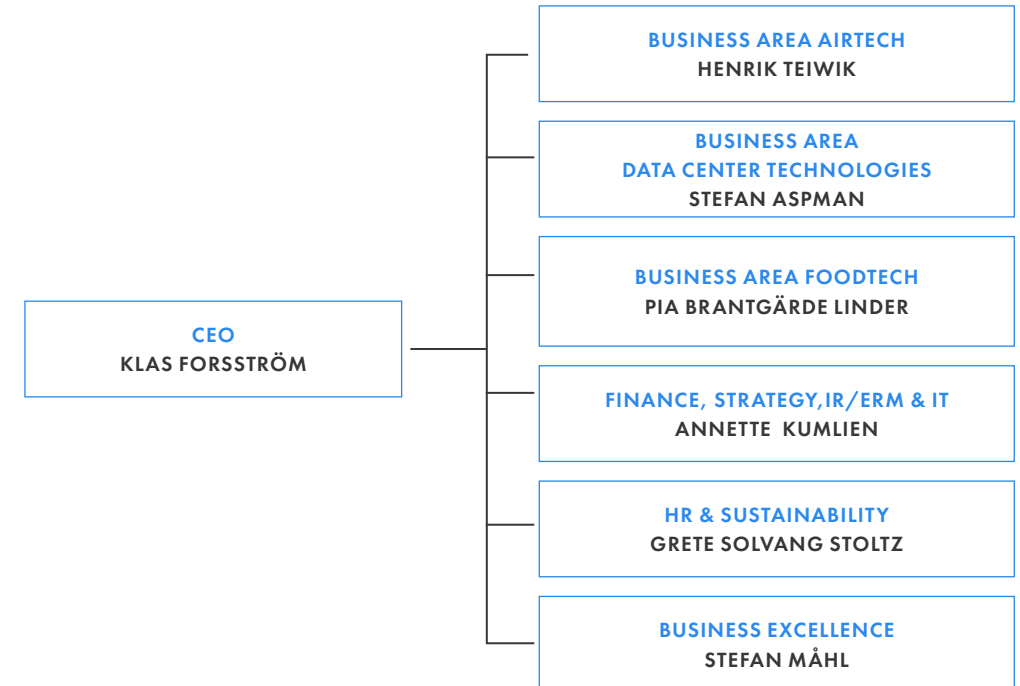 BUSINESS AREA AIRTECH
HENRIK TEIWIK
BUSINESS AREA
DATA CENTER TECHNOLOGIES
STEFAN ASPMAN
BUSINESS AREA FOODTECH
PIA BRANTGÄRDE LINDER
CEO
KLAS FORSSTRÖM
FINANCE, STRATEGY,IR/ERM & IT
ANNETTE  KUMLIEN
HR & SUSTAINABILITY
GRETE SOLVANG STOLTZ
BUSINESS EXCELLENCE
STEFAN MÅHL